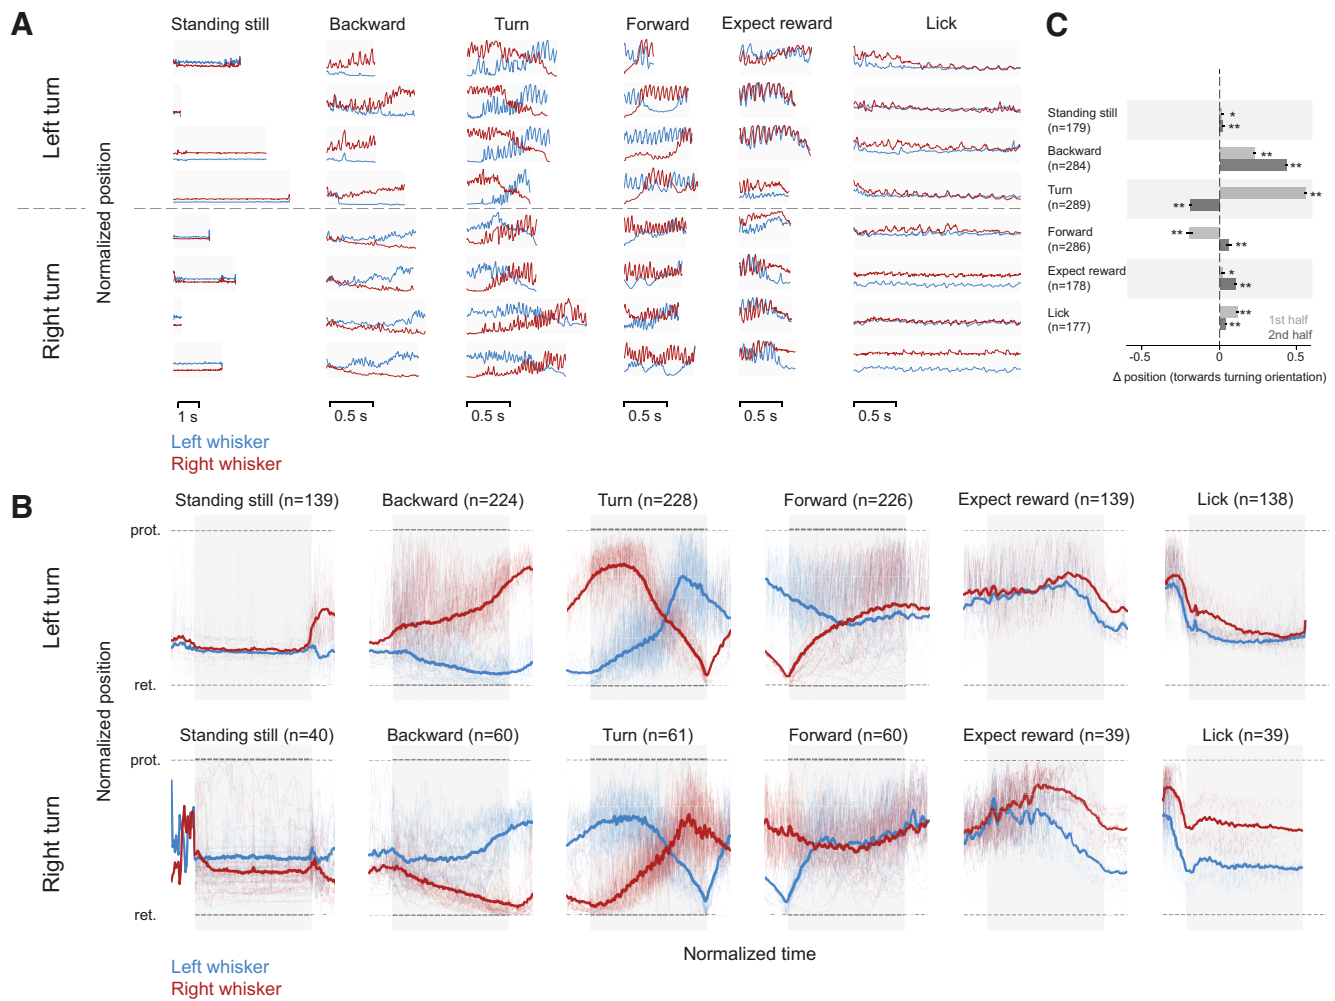 A
Standing still
Backward
Turn
Forward
Expect reward
Lick
Left turn
Right turn
Normalized position
1 s
0.5 s
0.5 s
0.5 s
0.5 s
0.5 s
Left whisker
Right whisker
C
Standing still
(n=179)
*
**
Backward
(n=284)
**
**
Turn
(n=289)
**
**
Forward
(n=286)
**
**
Expect reward
(n=178)
*
**
Lick
(n=177)
**
**
1st half
2nd half
-0.5
0
0.5
Δ position (torwards turning orientation)
B
Standing still (n=139)
Backward (n=224)
Turn (n=228)
Forward (n=226)
Expect reward (n=139)
Lick (n=138)
prot.
ret.
Left turn
Normalized position
Standing still (n=40)
Backward (n=60)
Turn (n=61)
Forward (n=60)
Expect reward (n=39)
Lick (n=39)
prot.
ret.
Right turn
Normalized time
Left whisker
Right whisker